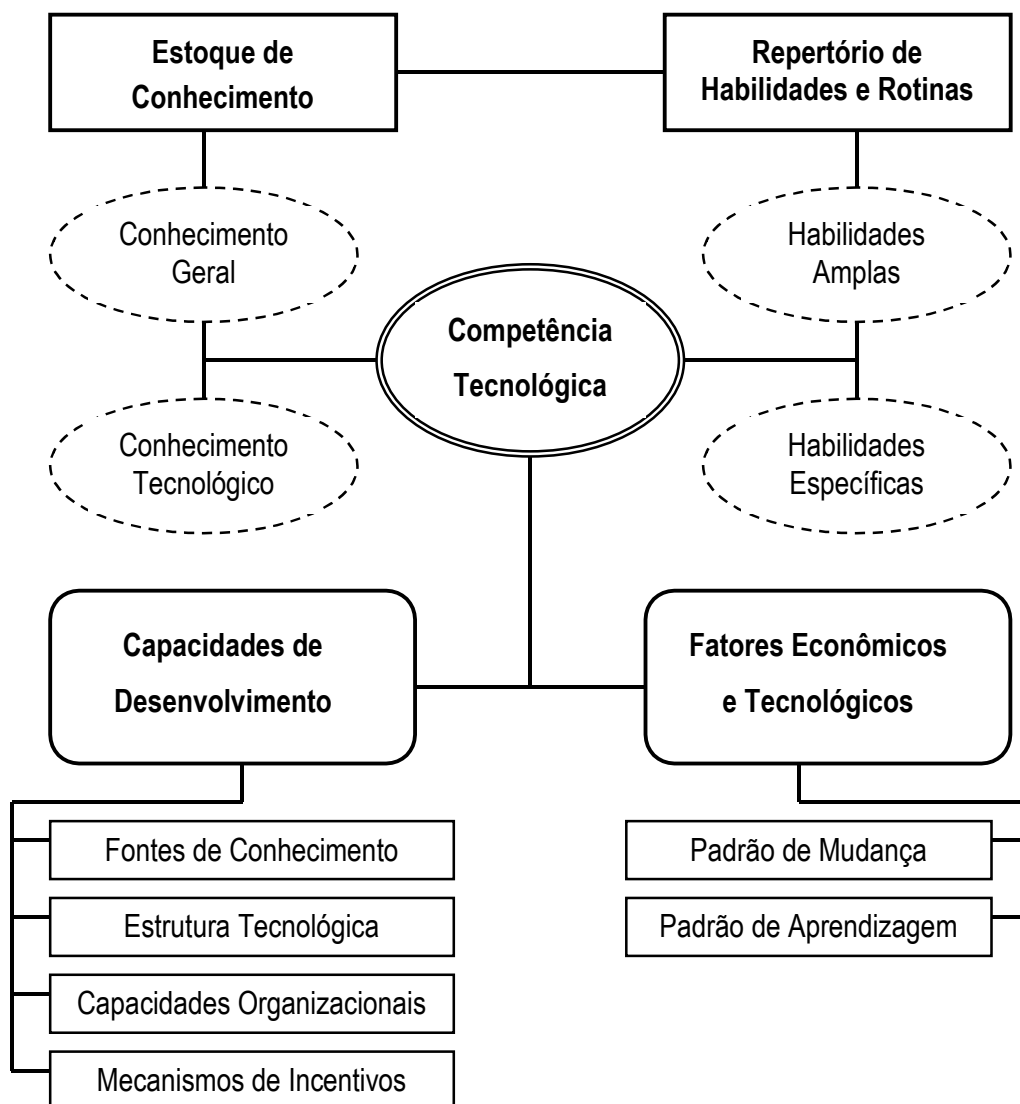 Estoque de
Conhecimento
Repertório de
Habilidades e Rotinas
Conhecimento
Geral
Habilidades
Amplas
Competência
Tecnológica
Conhecimento
Tecnológico
Habilidades
Específicas
Capacidades de
Desenvolvimento
Fatores Econômicos
e Tecnológicos
Fontes de Conhecimento
Estrutura Tecnológica
Capacidades Organizacionais
Mecanismos de Incentivos
Padrão de Mudança
Padrão de Aprendizagem